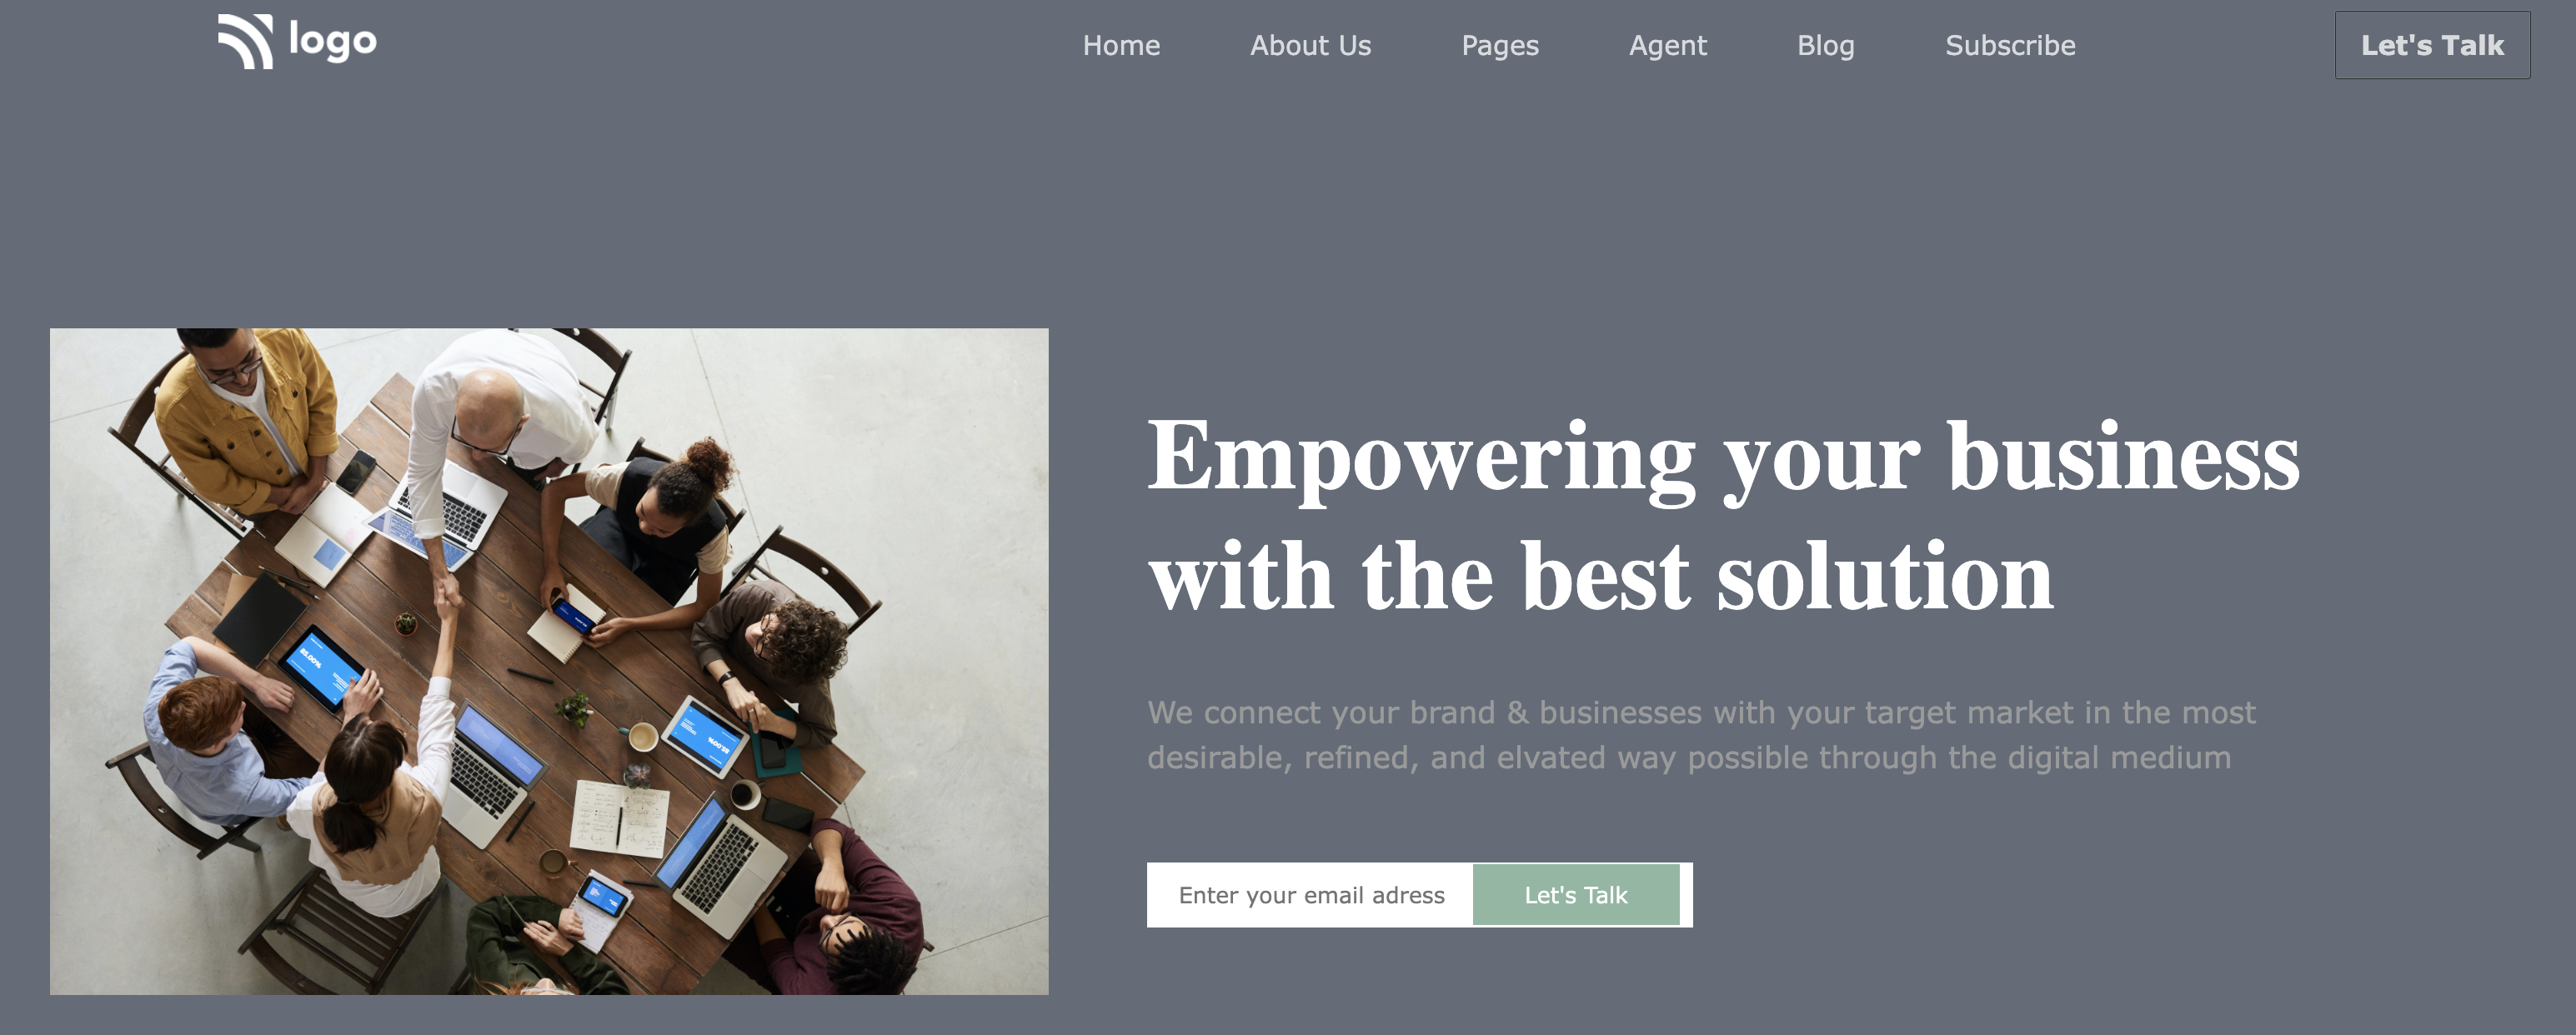 logo
Home
About Us
Pages
Agent
Blog
Subscribe
Let's Talk
Empowering your business
with the best solution
We connect your brand & businesses with your target market in the most
desirable, refined, and elvated way possible through the digital medium
Enter your email adress
Let's Talk